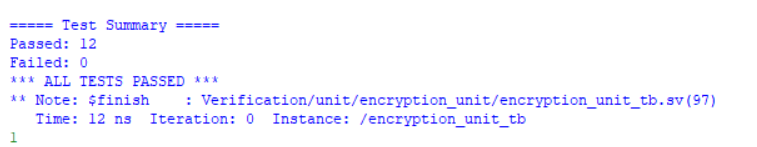 ===== Test Summary =====
Passed: 12
Failed: 0
*** ALL TESTS PASSED ***
** Note: $finish    : Verification/unit/encryption_unit/encryption_unit_tb.sv(97)
   Time: 12 ns  Iteration: 0  Instance: /encryption_unit_tb
1